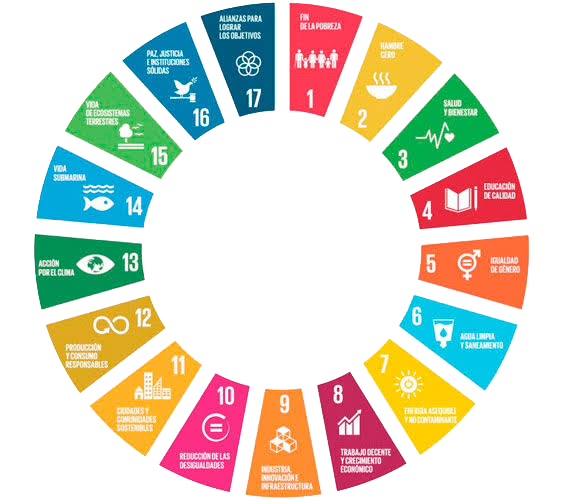 FIN
DE LA POBREZA
1
HAMBRE
CERO
2
SALUD
Y BIENESTAR
3
EDUCACIÓN
DE CALIDAD
4
IGUALDAD
DE GÉNERO
5
AGUA LIMPIA
Y SANEAMIENTO
6
ENERGÍA ASEQUIBLE
Y NO CONTAMINANTE
7
TRABAJO DECENTE
Y CRECIMIENTO
ECONÓMICO
8
INDUSTRIA,
INNOVACIÓN E
INFRAESTRUCTURA
9
REDUCCIÓN DE LAS
DESIGUALDADES
10
CIUDADES Y
COMUNIDADES
SOSTENIBLES
11
PRODUCCIÓN
Y CONSUMO
RESPONSABLES
12
ACCIÓN
POR EL CLIMA
13
VIDA
SUBMARINA
14
VIDA
DE ECOSISTEMAS
TERRESTRES
15
PAZ, JUSTICIA
E INSTITUCIONES
SÓLIDAS
16
ALIANZAS PARA
LOGRAR
LOS OBJETIVOS
17